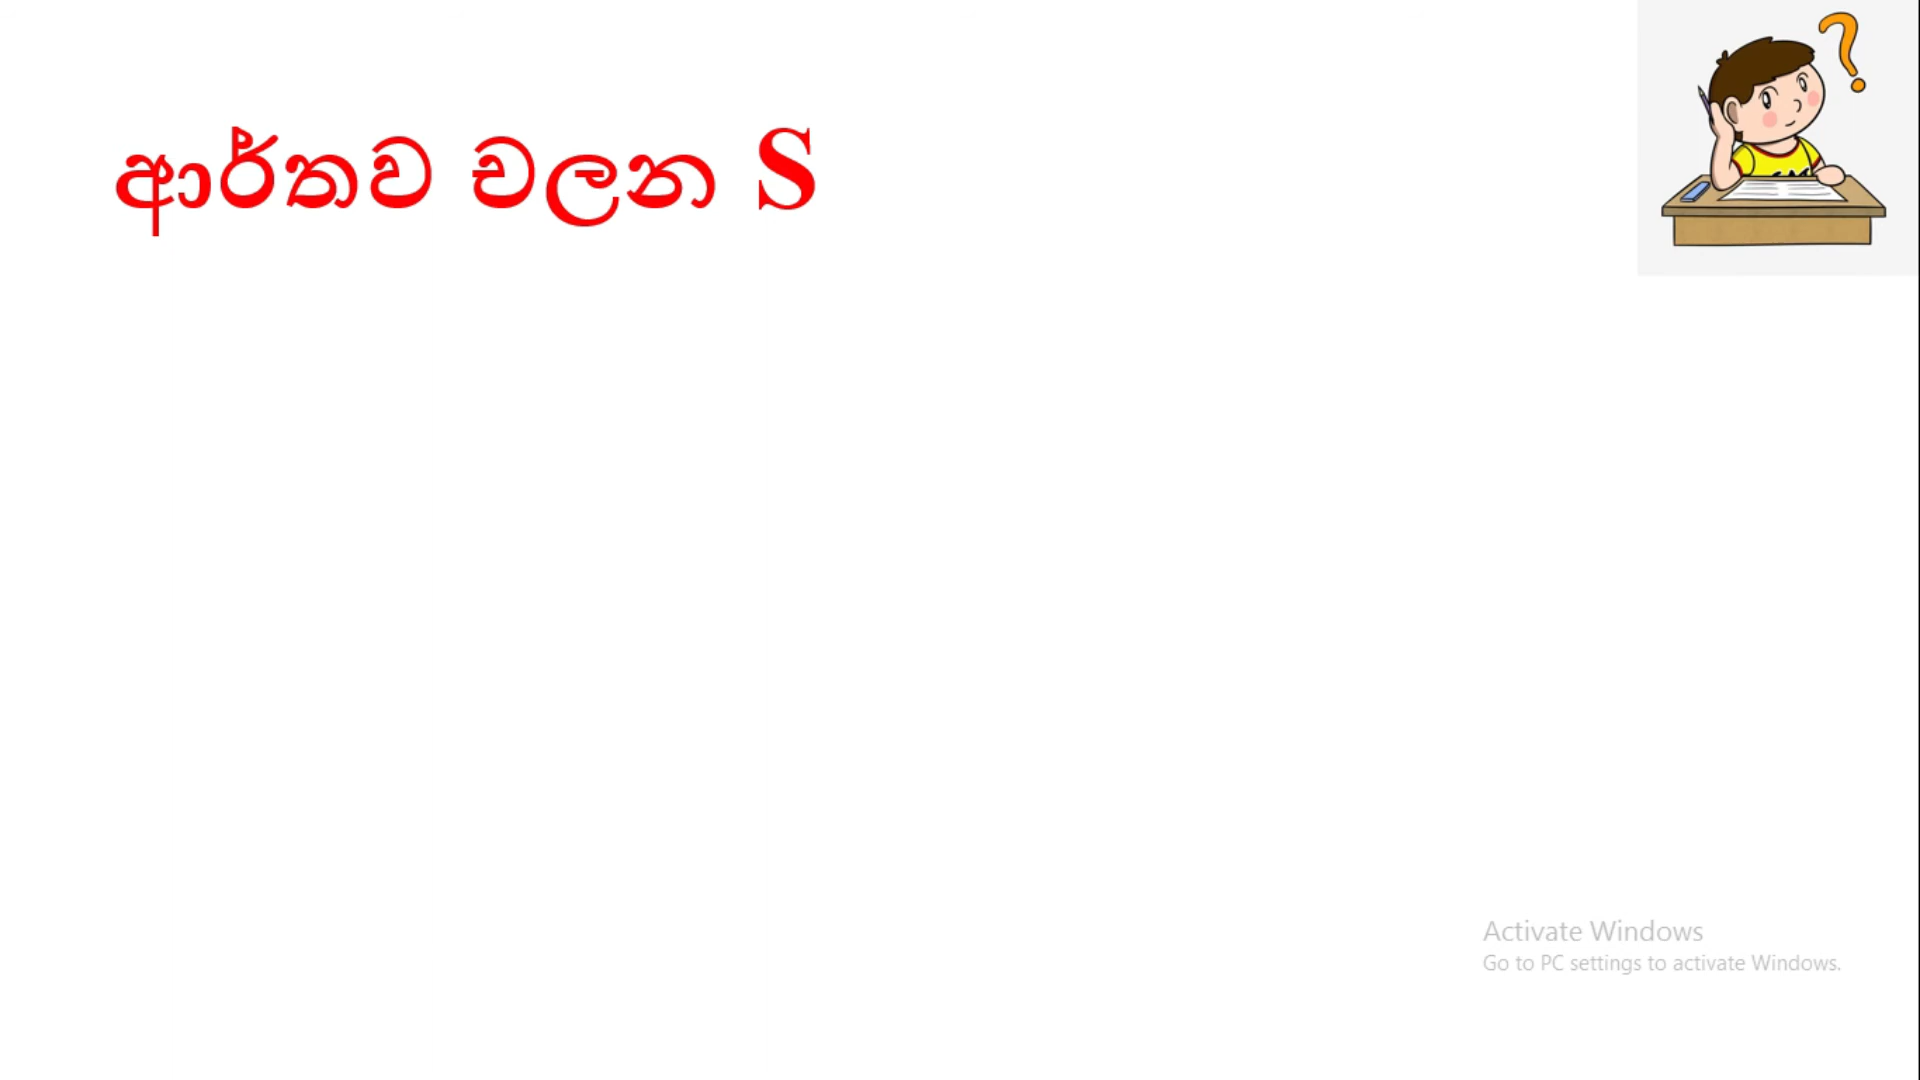 ආර්තව චලන S
Activate Windows
Go to PC settings to activate Windows.